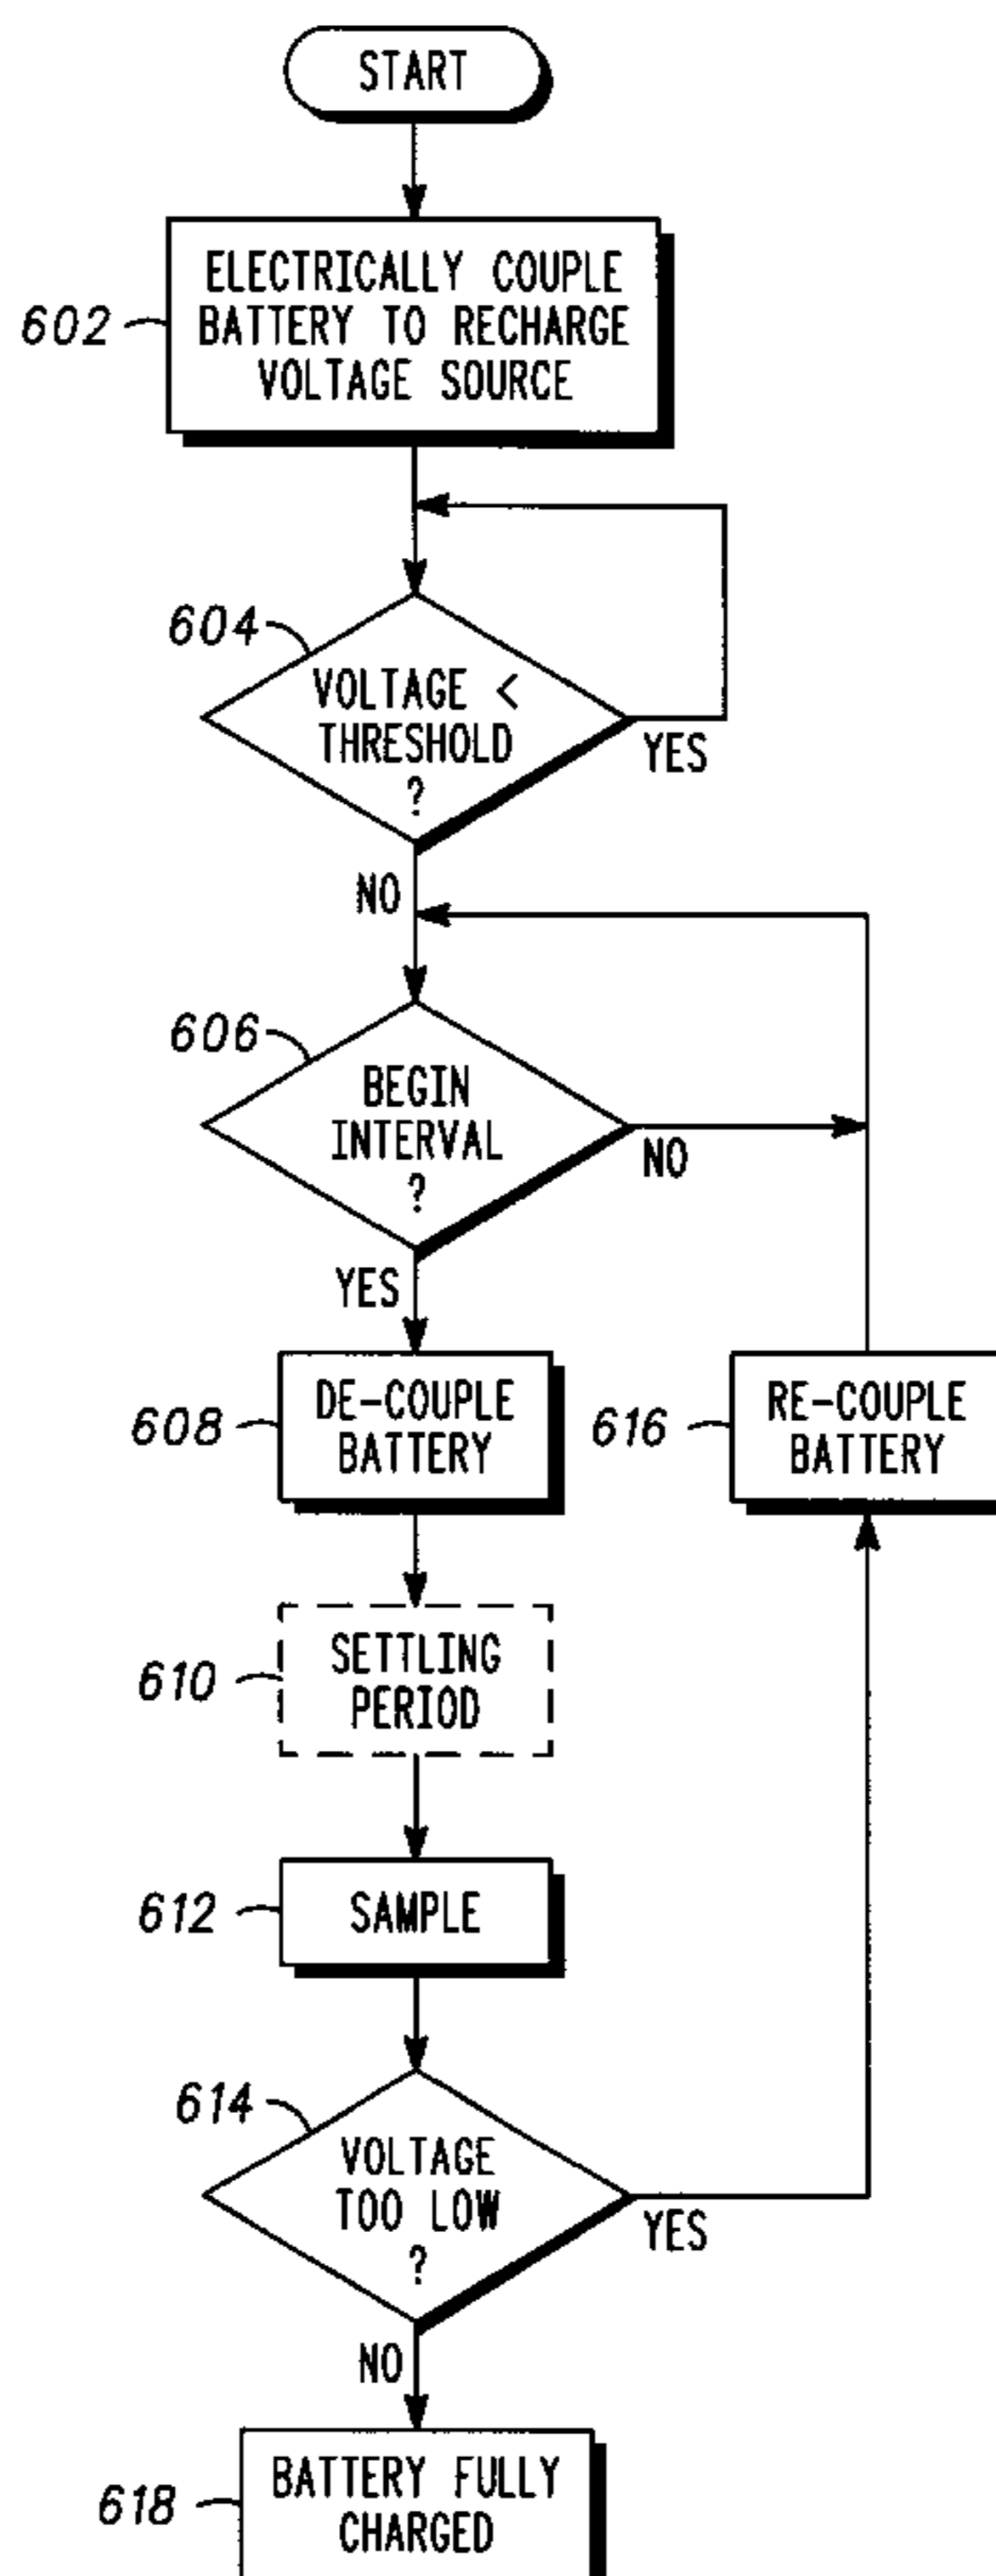 START
ELECTRICALLY COUPLE
BATTERY TO RECHARGE
VOLTAGE SOURCE
602
604
VOLTAGE <
THRESHOLD
?
YES
NO
606
BEGIN
INTERVAL
?
NO
YES
608
DE-COUPLE
BATTERY
616
RE-COUPLE
BATTERY
610
SETTLING
PERIOD
612
SAMPLE
614
VOLTAGE
TOO LOW
?
YES
NO
618
BATTERY FULLY
CHARGED